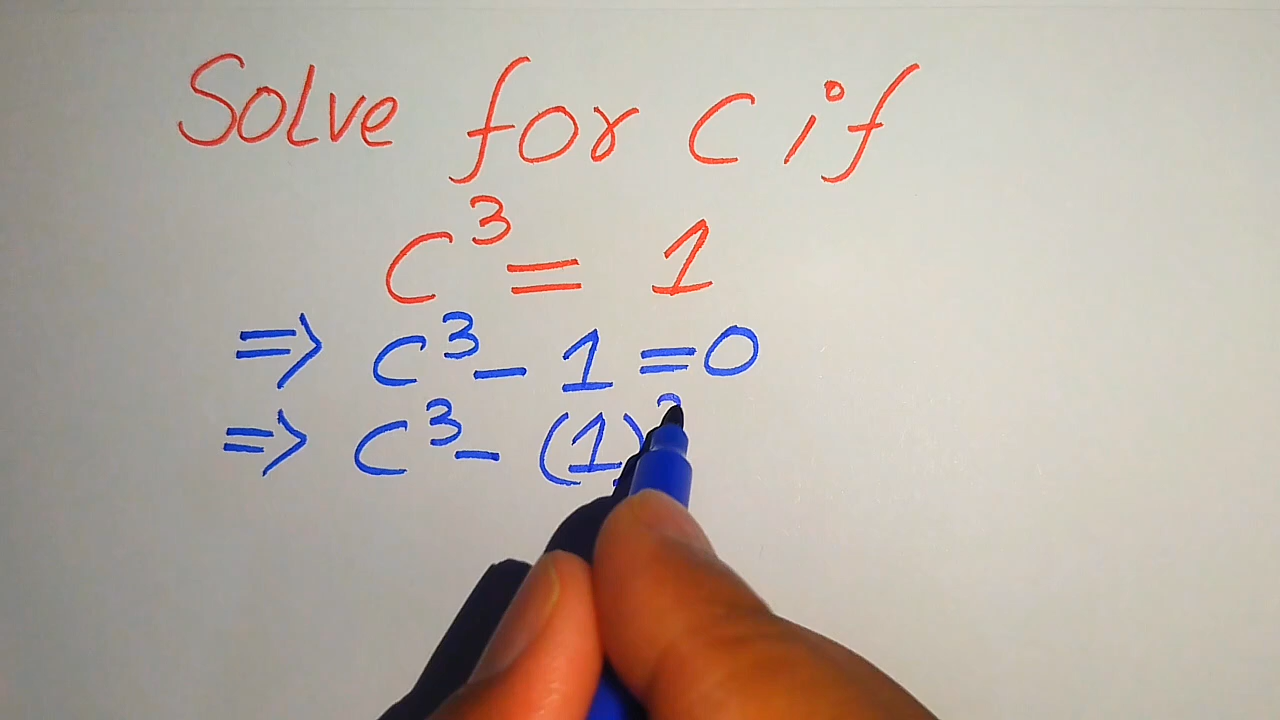 Solve for C if
C³ = 1
⇒ C³ - 1 = 0
⇒ C³ - (1)